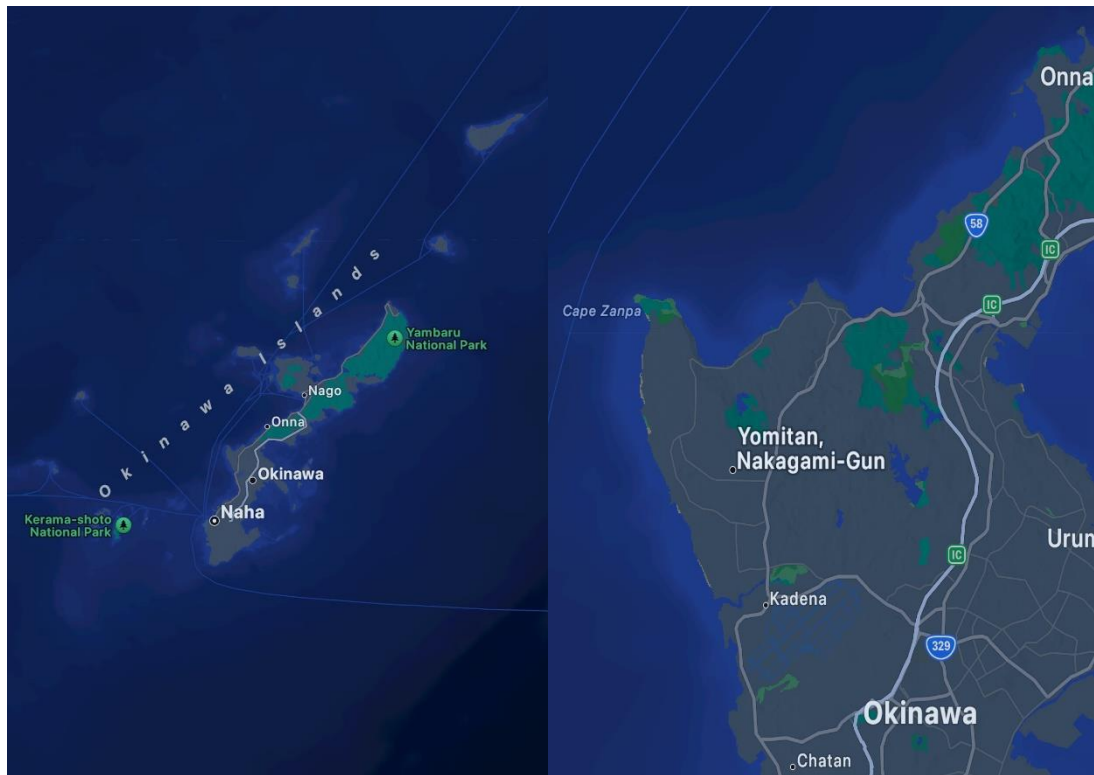 Okinawa Islands
Yambaru
National Park
Nago
Onna
Okinawa
Naha
Kerama-shoto
National Park
Onna
58
IC
IC
Cape Zanpa
Yomitan,
Nakagami-Gun
Urum
IC
Kadena
329
Okinawa
Chatan